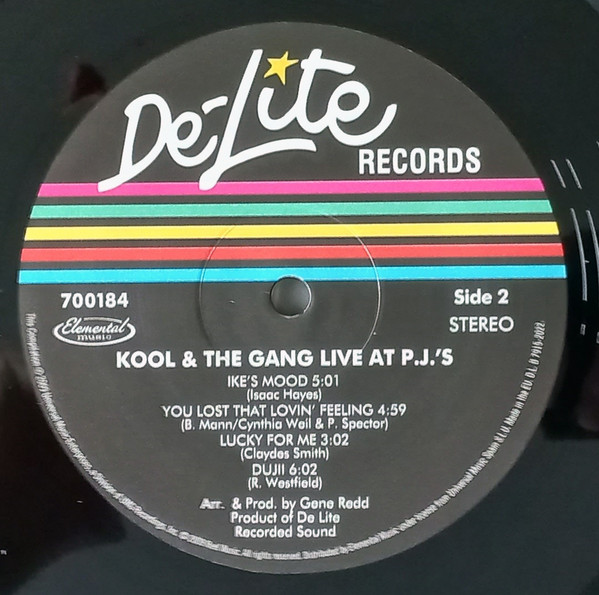 De-Lite
RECORDS
700184
Side 2
Elemental
music
STEREO
KOOL & THE GANG LIVE AT P.J.'S
IKE'S MOOD 5:01
(Isaac Hayes)
YOU LOST THAT LOVIN' FEELING 4:59
(B. Mann/Cynthia Weil & P. Spector)
LUCKY FOR ME 3:02
(Claydes Smith)
DUJII 6:02
(R. Westfield)
Arr. & Prod. by Gene Redd
Product of De Lite
Recorded Sound